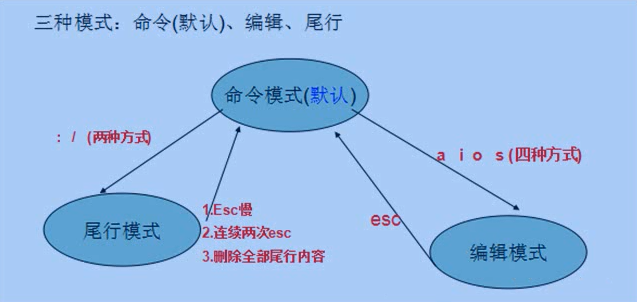 三种模式：命令(默认)、编辑、尾行
命令模式(默认)
： / (两种方式)
a i o s (四种方式)
1.Esc慢
2.连续两次esc
3.删除全部尾行内容
esc
尾行模式
编辑模式